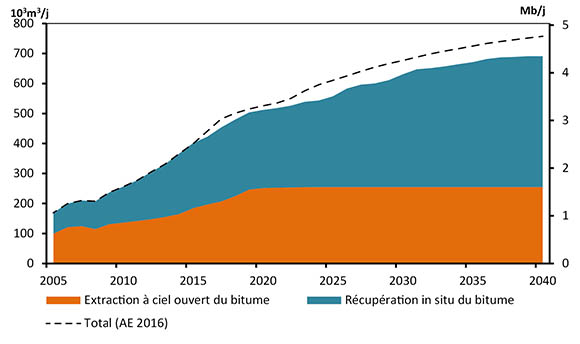 10³m³/j
Mb/j
800
700
600
500
400
300
200
100
0
5
4
3
2
1
0
2005 2010 2015 2020 2025 2030 2035 2040
Extraction à ciel ouvert du bitume
Récupération in situ du bitume
Total (AE 2016)